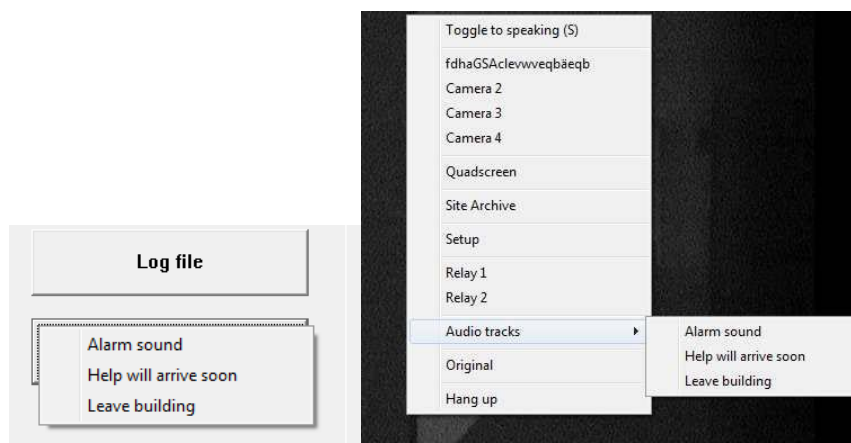 Log file
Alarm sound
Help will arrive soon
Leave building
Toggle to speaking (S)
fdhaGSAclevwveqbäeqb
Camera 2
Camera 3
Camera 4
Quadscreen
Site Archive
Setup
Relay 1
Relay 2
Audio tracks
Alarm sound
Help will arrive soon
Leave building
Original
Hang up